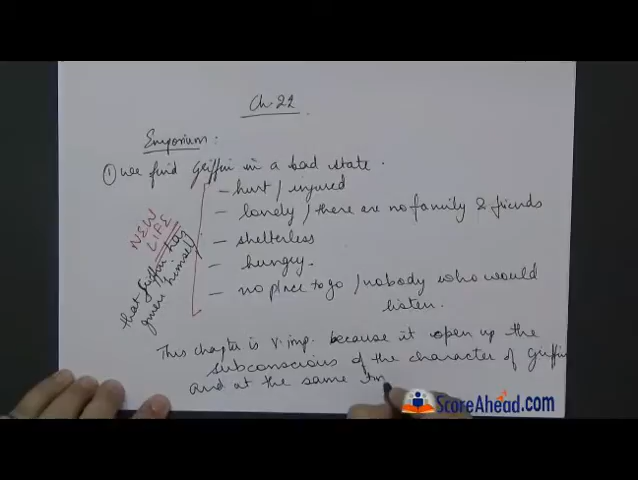 Ch-22
Emporium:
① we find Griffin in a bad state.
- hurt / injured
- lonely / there are no family & friends
- shelterless
- hungry.
- no place to go / nobody who would
listen.
NEW
LIFE
that Griffin has
given himself
This chapter is v. imp. because it open up the
subconscious of the character of Griffin
and at the same tim
ScoreAhead.com